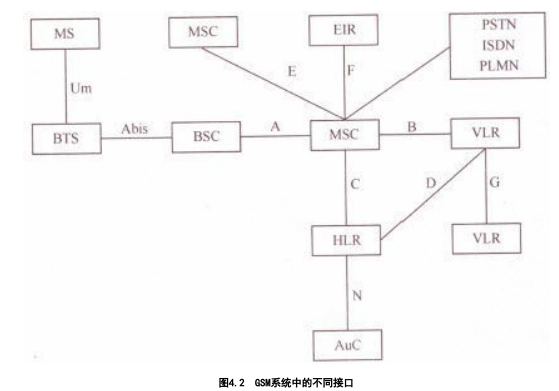 MS
MSC
EIR
PSTN
ISDN
PLMN
Um
E
F
BTS
Abis
BSC
A
MSC
B
VLR
C
D
G
HLR
VLR
N
AuC
图4.2 GSM系统中的不同接口